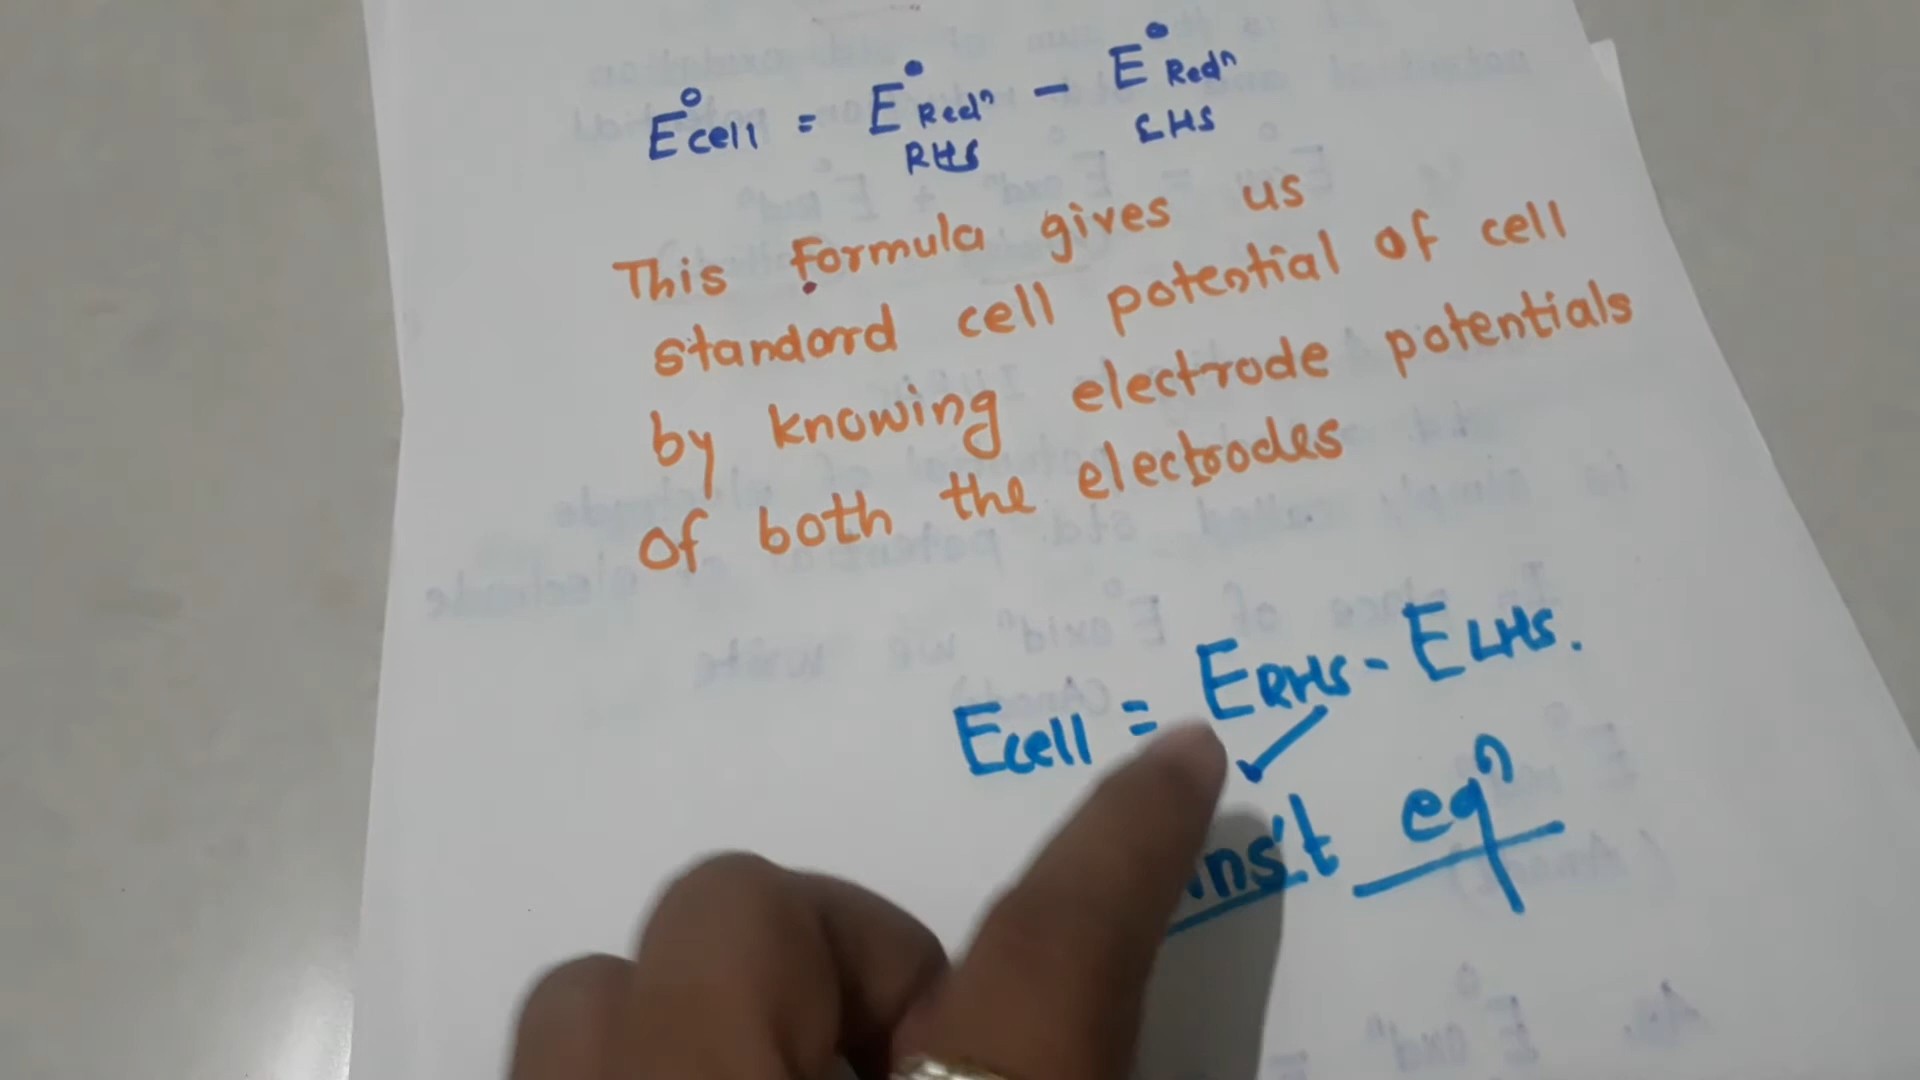 E°cell = E°Redⁿ - E°Redⁿ
RHS LHS
This formula gives us
standard cell potential of cell
by knowing electrode potentials
of both the electrodes
Ecell = ERHS - ELHS.
eqⁿ